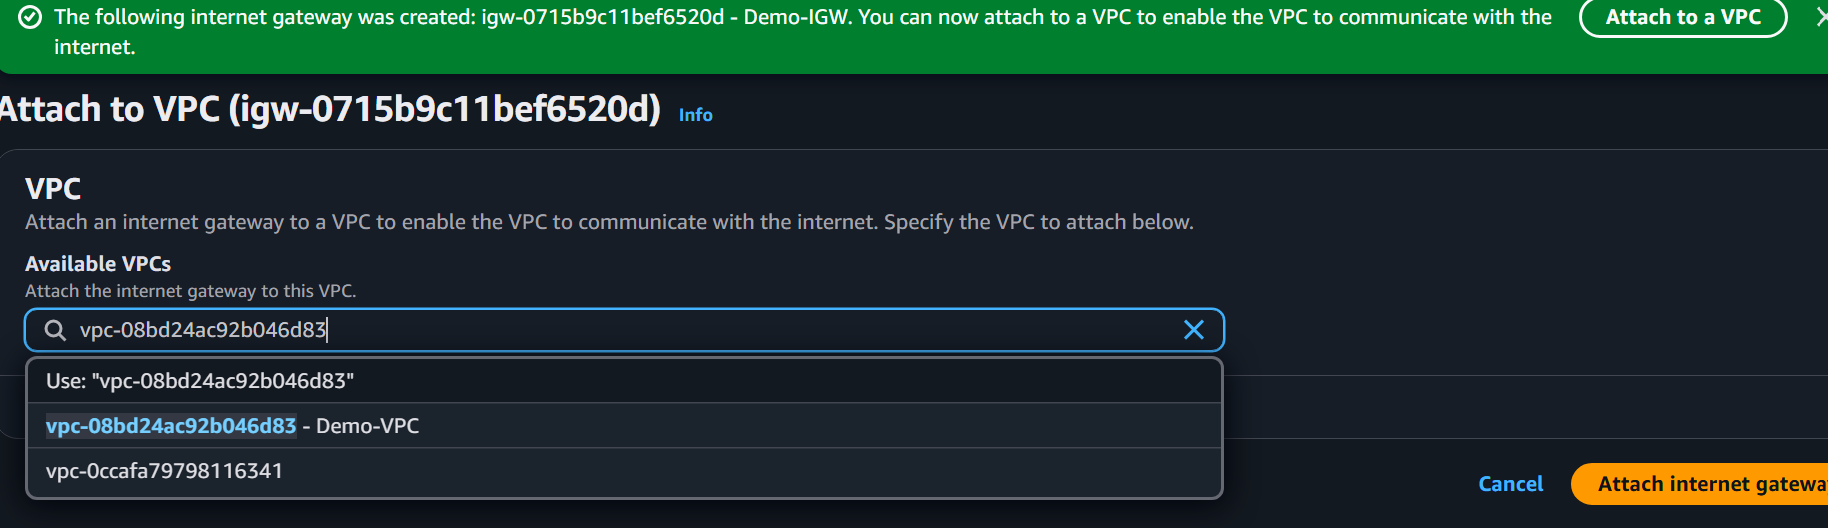 The following internet gateway was created: igw-0715b9c11bef6520d - Demo-IGW. You can now attach to a VPC to enable the VPC to communicate with the
internet.
Attach to a VPC
Attach to VPC (igw-0715b9c11bef6520d) Info
VPC
Attach an internet gateway to a VPC to enable the VPC to communicate with the internet. Specify the VPC to attach below.
Available VPCs
Attach the internet gateway to this VPC.
vpc-08bd24ac92b046d83
Use: "vpc-08bd24ac92b046d83"
vpc-08bd24ac92b046d83 - Demo-VPC
vpc-0ccafa79798116341
Cancel
Attach internet gateway